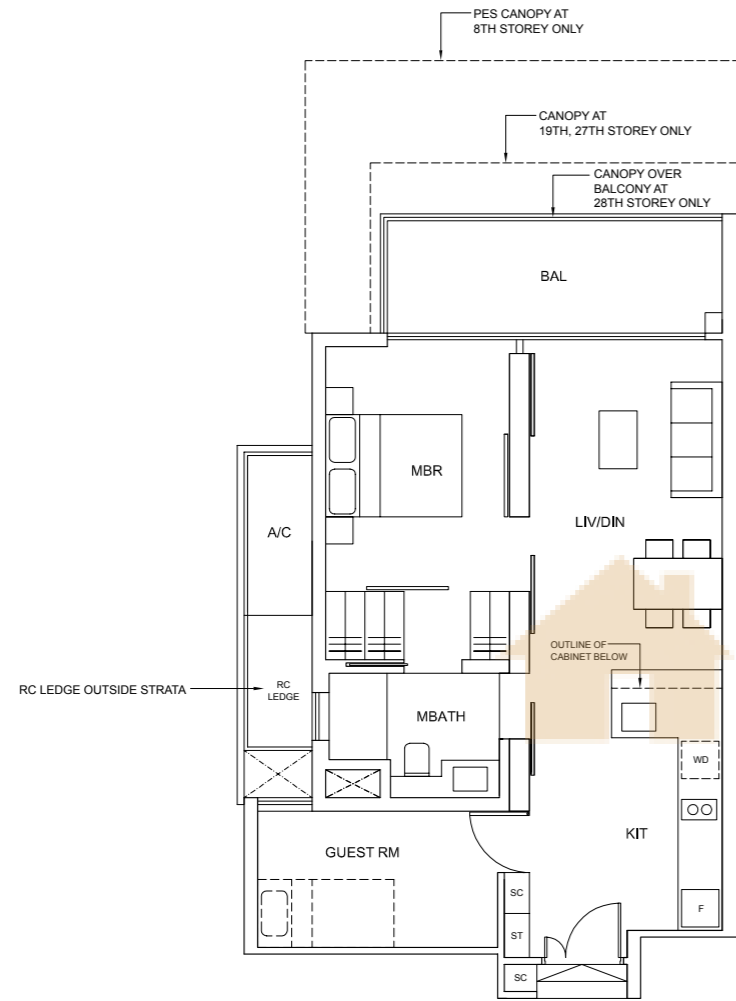 PES CANOPY AT
8TH STOREY ONLY
CANOPY AT
19TH, 27TH STOREY ONLY
CANOPY OVER
BALCONY AT
28TH STOREY ONLY
BAL
MBR
LIV/DIN
A/C
OUTLINE OF
CABINET BELOW
RC LEDGE OUTSIDE STRATA
RC
LEDGE
MBATH
WD
KIT
GUEST RM
SC
F
ST
SC